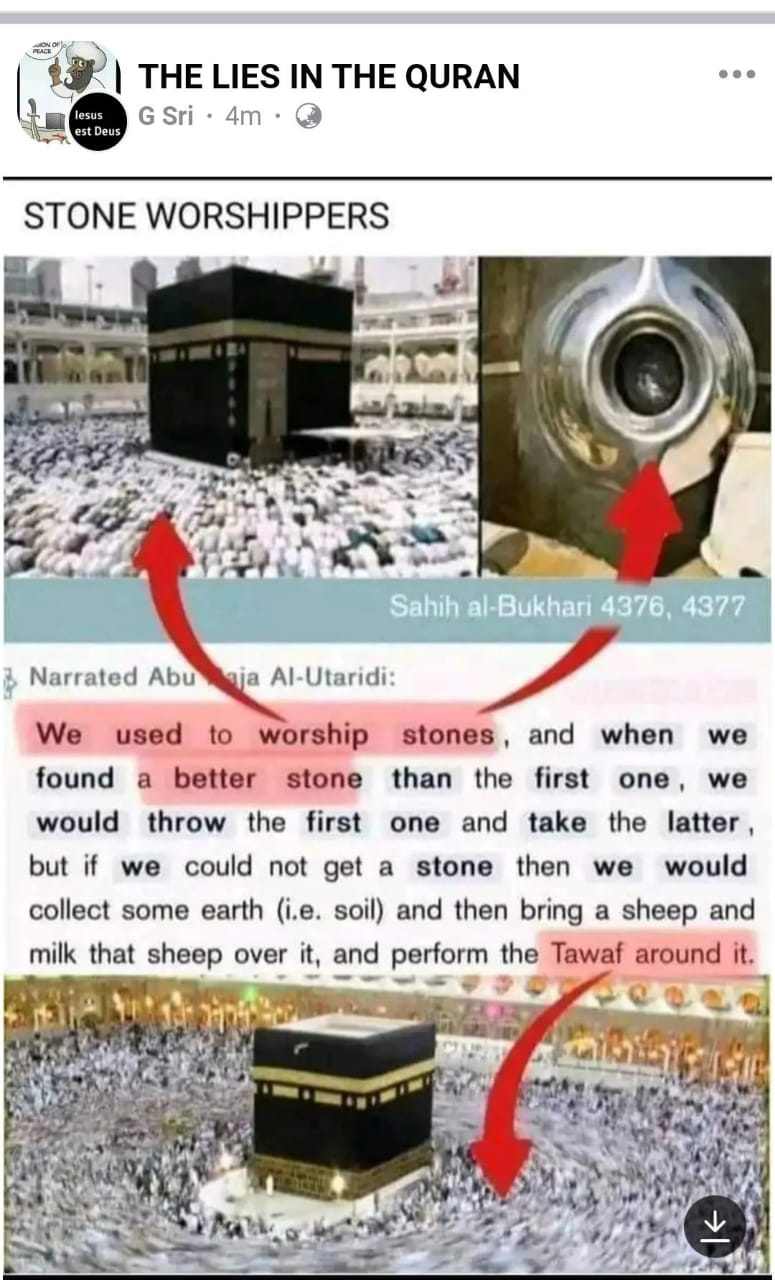 ...ION OF
PEACE
THE LIES IN THE QURAN
Iesus
est Deus
G Sri · 4m ·
STONE WORSHIPPERS
Sahih al-Bukhari 4376, 4377
Narrated Abu Raja Al-Utaridi:
We used to worship stones, and when we
found a better stone than the first one, we
would throw the first one and take the latter,
but if we could not get a stone then we would
collect some earth (i.e. soil) and then bring a sheep and
milk that sheep over it, and perform the Tawaf around it.